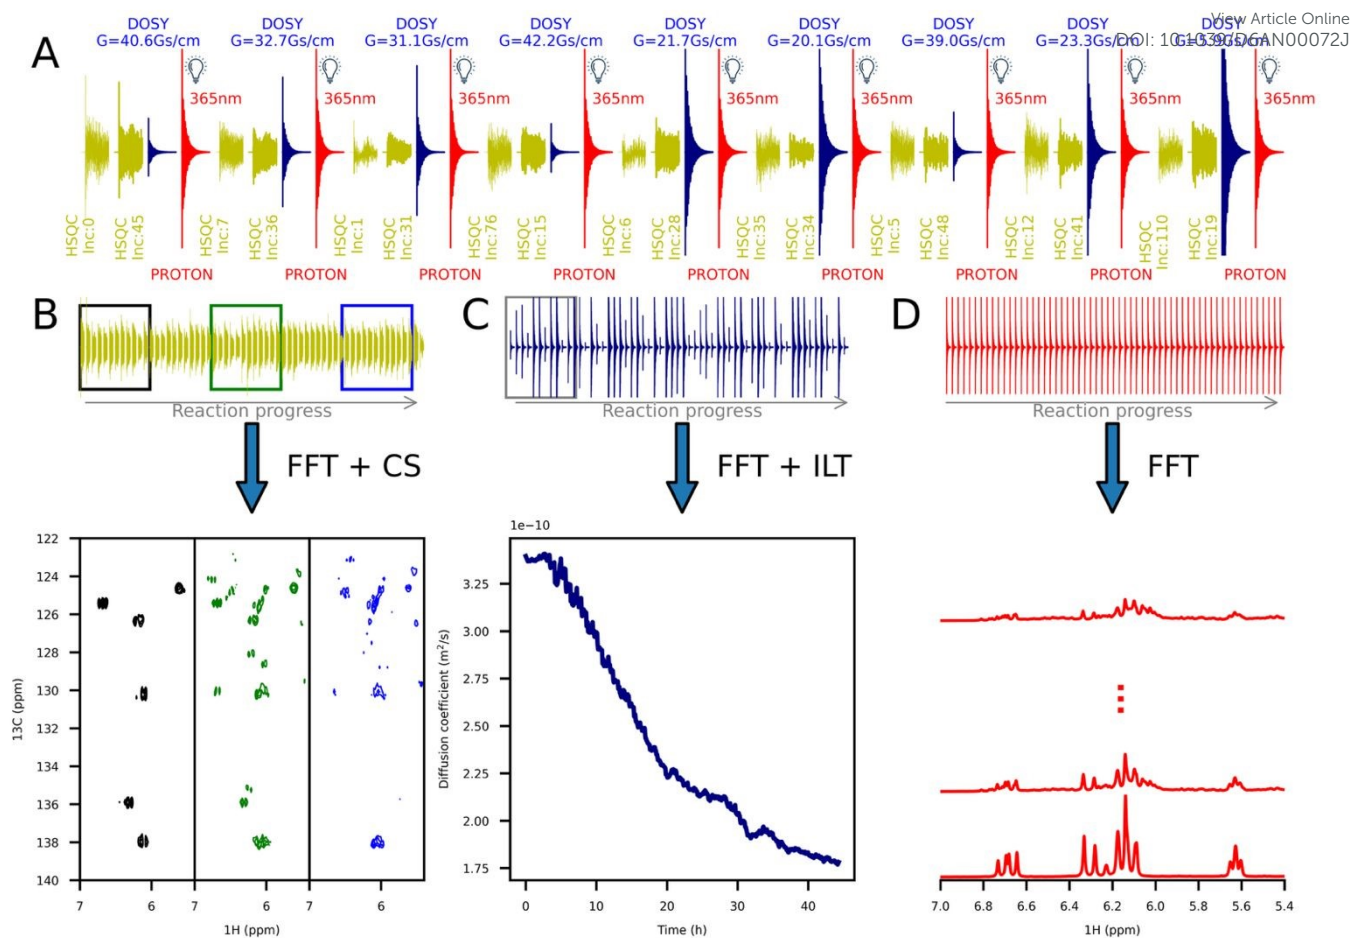 View Article Online
DOI: 10.1039/D6AN00072J
A
DOSY DOSY DOSY DOSY DOSY DOSY DOSY DOSY DOSY
G=40.6Gs/cm G=32.7Gs/cm G=31.1Gs/cm G=42.2Gs/cm G=21.7Gs/cm G=20.1Gs/cm G=39.0Gs/cm G=23.3Gs/cm
365nm 365nm 365nm 365nm 365nm 365nm 365nm 365nm 365nm
HSQC
Inc:0
HSQC
Inc:45
HSQC
Inc:7
HSQC
Inc:36
HSQC
Inc:1
HSQC
Inc:31
HSQC
Inc:76
HSQC
Inc:15
HSQC
Inc:6
HSQC
Inc:28
HSQC
Inc:35
HSQC
Inc:34
HSQC
Inc:5
HSQC
Inc:48
HSQC
Inc:12
HSQC
Inc:41
HSQC
Inc:110
HSQC
Inc:19
PROTON PROTON PROTON PROTON PROTON PROTON PROTON PROTON PROTON
B
Reaction progress
FFT + CS
122
124
126
128
130
132
134
136
138
140
13C (ppm)
7 6 7 6 7 6
1H (ppm)
C
Reaction progress
FFT + ILT
1e−10
3.25
3.00
2.75
2.50
2.25
2.00
1.75
Diffusion coefficient (m²/s)
0 10 20 30 40
Time (h)
D
Reaction progress
FFT
7.0 6.8 6.6 6.4 6.2 6.0 5.8 5.6 5.4
1H (ppm)